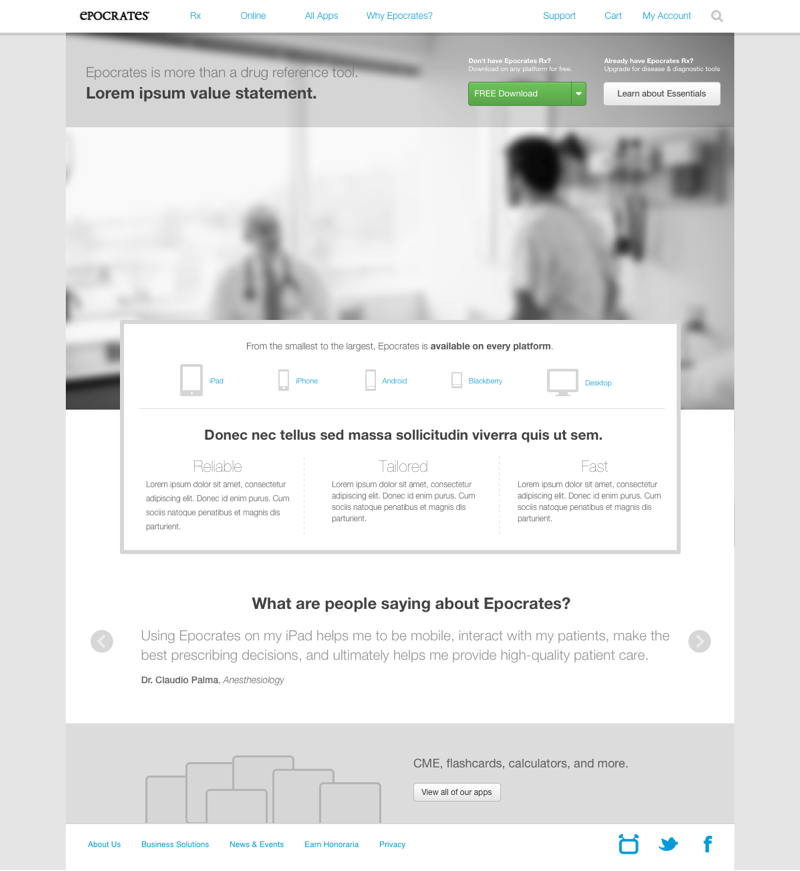 epocrates®
Rx
Online
All Apps
Why Epocrates?
Support
Cart
My Account
Epocrates is more than a drug reference tool.
Lorem ipsum value statement.
Don't have Epocrates Rx?
Download on any platform for free.
FREE Download
Already have Epocrates Rx?
Upgrade for disease & diagnostic tools
Learn about Essentials
From the smallest to the largest, Epocrates is available on every platform.
iPad
iPhone
Android
Blackberry
Desktop
Donec nec tellus sed massa sollicitudin viverra quis ut sem.
Reliable
Lorem ipsum dolor sit amet, consectetur
adipiscing elit. Donec id enim purus. Cum
sociis natoque penatibus et magnis dis
parturient.
Tailored
Lorem ipsum dolor sit amet, consectetur
adipiscing elit. Donec id enim purus. Cum
sociis natoque penatibus et magnis dis
parturient.
Fast
Lorem ipsum dolor sit amet, consectetur
adipiscing elit. Donec id enim purus. Cum
sociis natoque penatibus et magnis dis
parturient.
What are people saying about Epocrates?
Using Epocrates on my iPad helps me to be mobile, interact with my patients, make the
best prescribing decisions, and ultimately helps me provide high-quality patient care.
Dr. Claudio Palma, Anesthesiology
CME, flashcards, calculators, and more.
View all of our apps
About Us
Business Solutions
News & Events
Earn Honoraria
Privacy